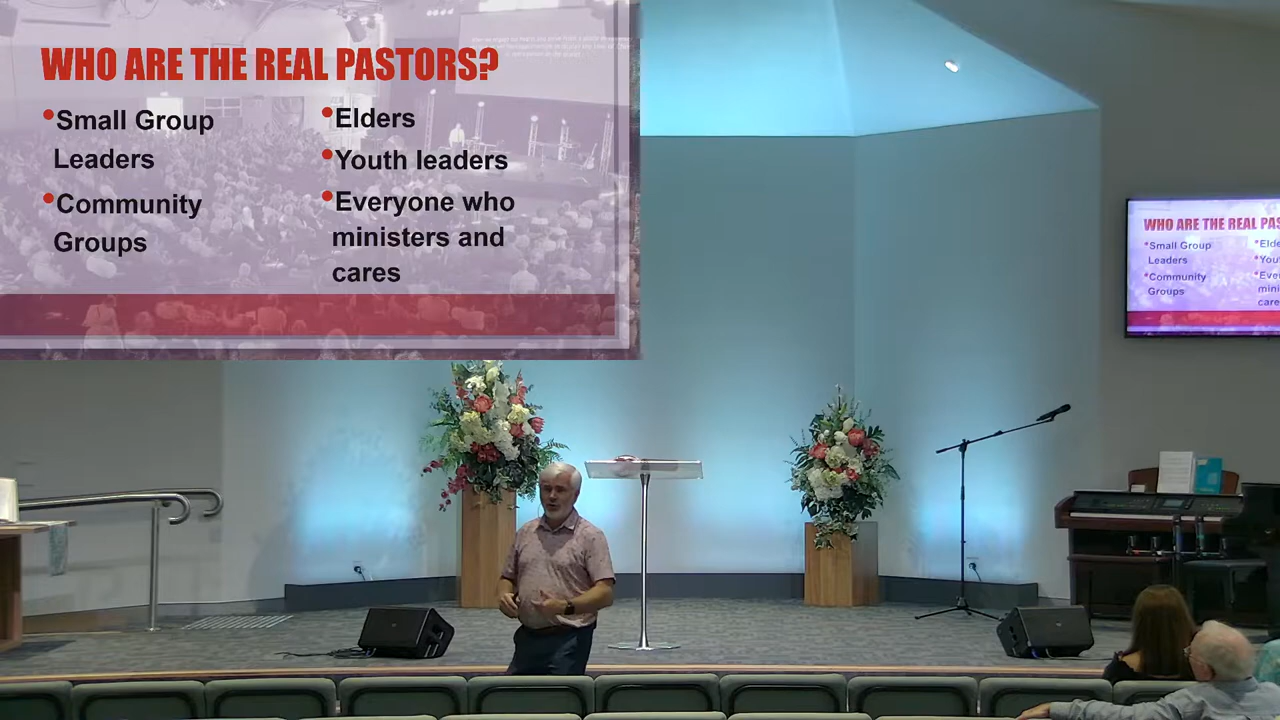 WHO ARE THE REAL PASTORS?
•Small Group
Leaders
•Community
Groups
•Elders
•Youth leaders
•Everyone who
ministers and
cares
WHO ARE THE REAL
•Small Group
Leaders
•Community
Groups